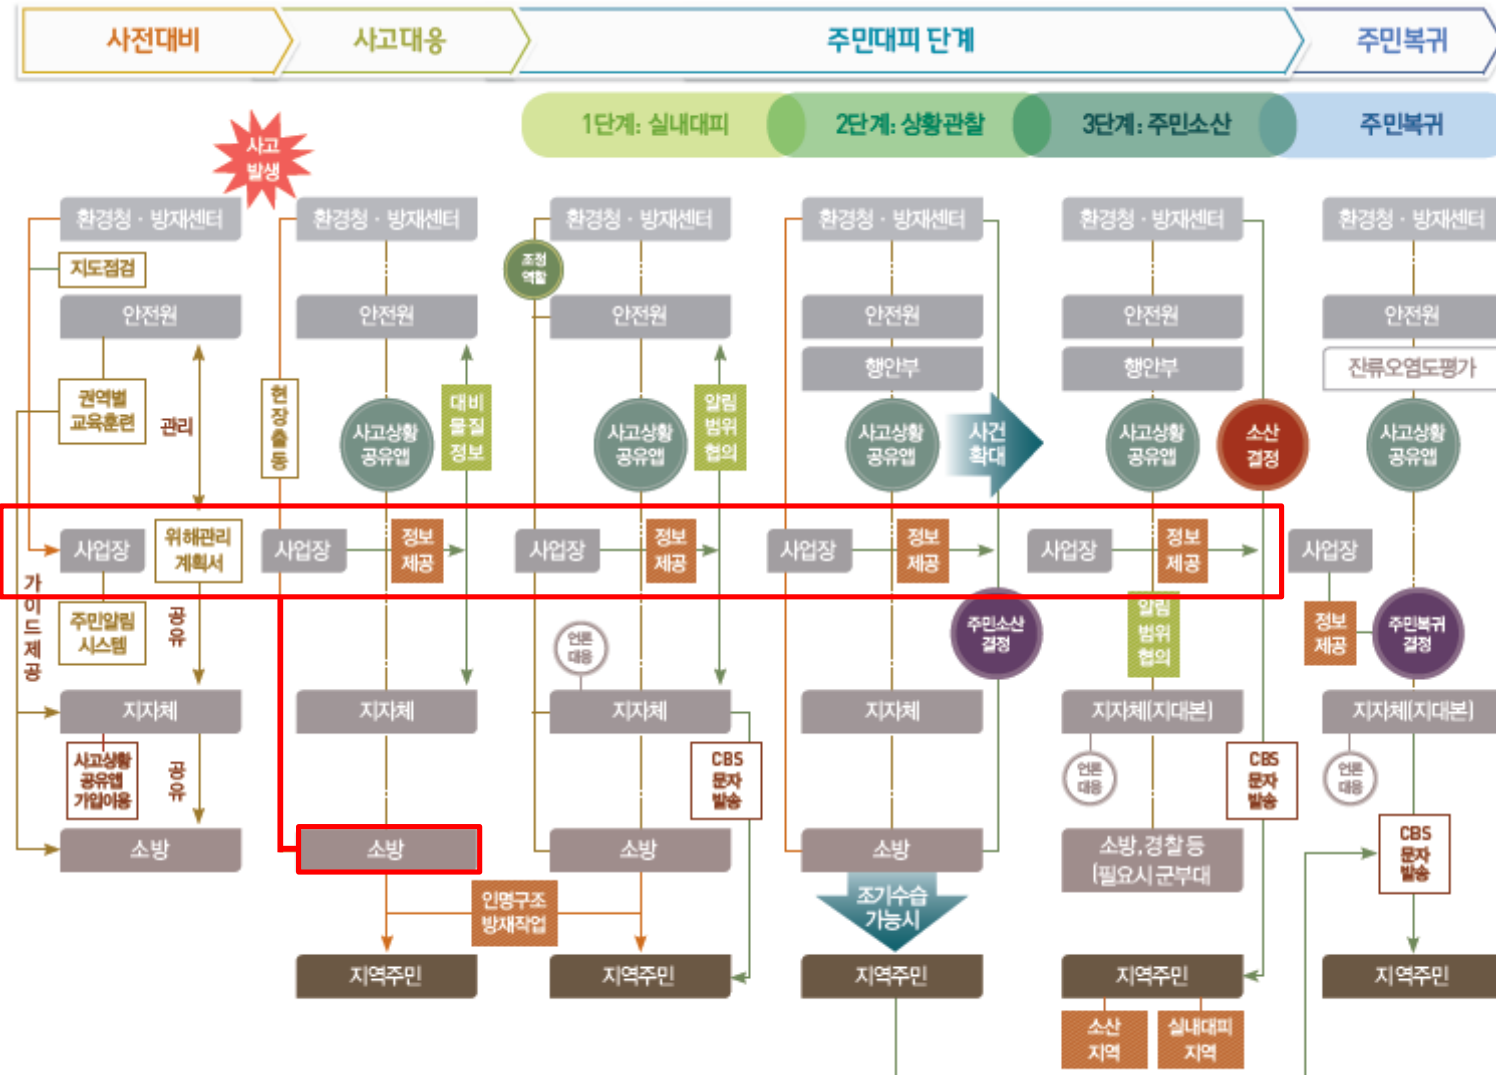 사전대비
사고대응
주민대피 단계
주민복귀
1단계: 실내대피
2단계: 상황관찰
3단계: 주민소산
주민복귀
사고
발생
환경청 · 방재센터
환경청 · 방재센터
환경청 · 방재센터
환경청 · 방재센터
환경청 · 방재센터
환경청 · 방재센터
지도점검
조정
역할
안전원
안전원
안전원
안전원
안전원
안전원
행안부
행안부
잔류오염도평가
권역별
교육훈련
관리
현
장
출
동
사고상황
공유앱
대비
물질
정보
사고상황
공유앱
알림
범위
협의
사고상황
공유앱
사건
확대
사고상황
공유앱
소산
결정
사고상황
공유앱
사업장
위해관리
계획서
사업장
정보
제공
사업장
정보
제공
사업장
정보
제공
사업장
정보
제공
사업장
가
이
드
제
공
주민알림
시스템
공
유
언론
대응
주민소산
결정
알림
범위
협의
정보
제공
주민복귀
결정
지자체
지자체
지자체
지자체
지자체(지대본)
지자체(지대본)
사고상황
공유앱
가입이용
공
유
CBS
문자
발송
언론
대응
CBS
문자
발송
언론
대응
소방
소방
소방
소방
소방,경찰 등
(필요시 군부대
CBS
문자
발송
인명구조
방재작업
조기수습
가능시
지역주민
지역주민
지역주민
지역주민
지역주민
소산
지역
실내대피
지역